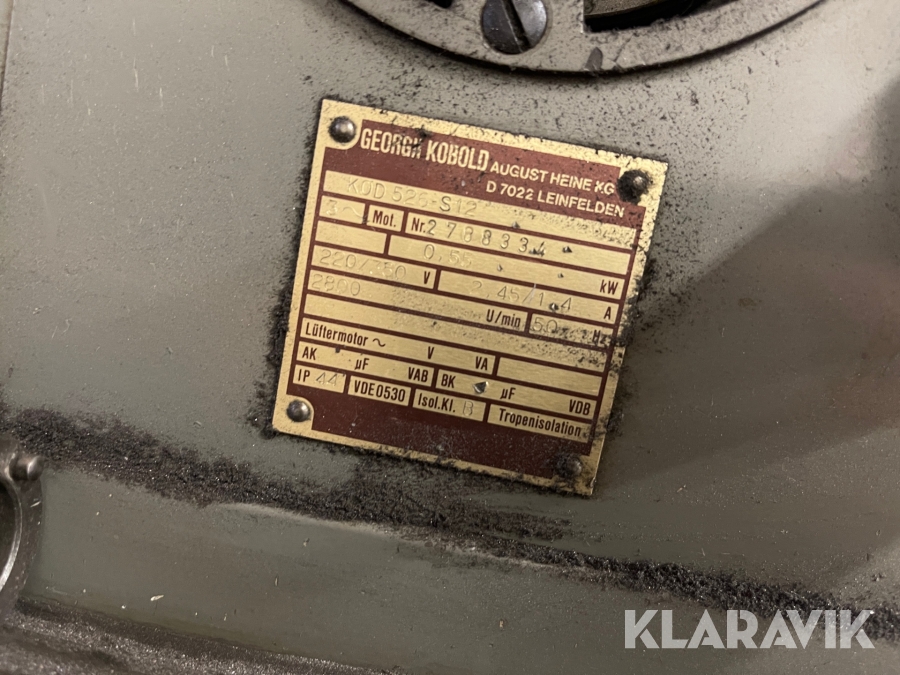 GEORGII KOBOLD AUGUST HEINE KG
D 7022 LEINFELDEN
KOD 526-S12
3~ Mot. Nr. 2788334
0,55 kW
220/380 V 2,45/1,4 A
2800 U/min 50 Hz
Lüftermotor ~ V VA
AK µF VAB BK µF VDB
IP 44 VDE0530 Isol.Kl. B Tropenisolation
KLARAVIK